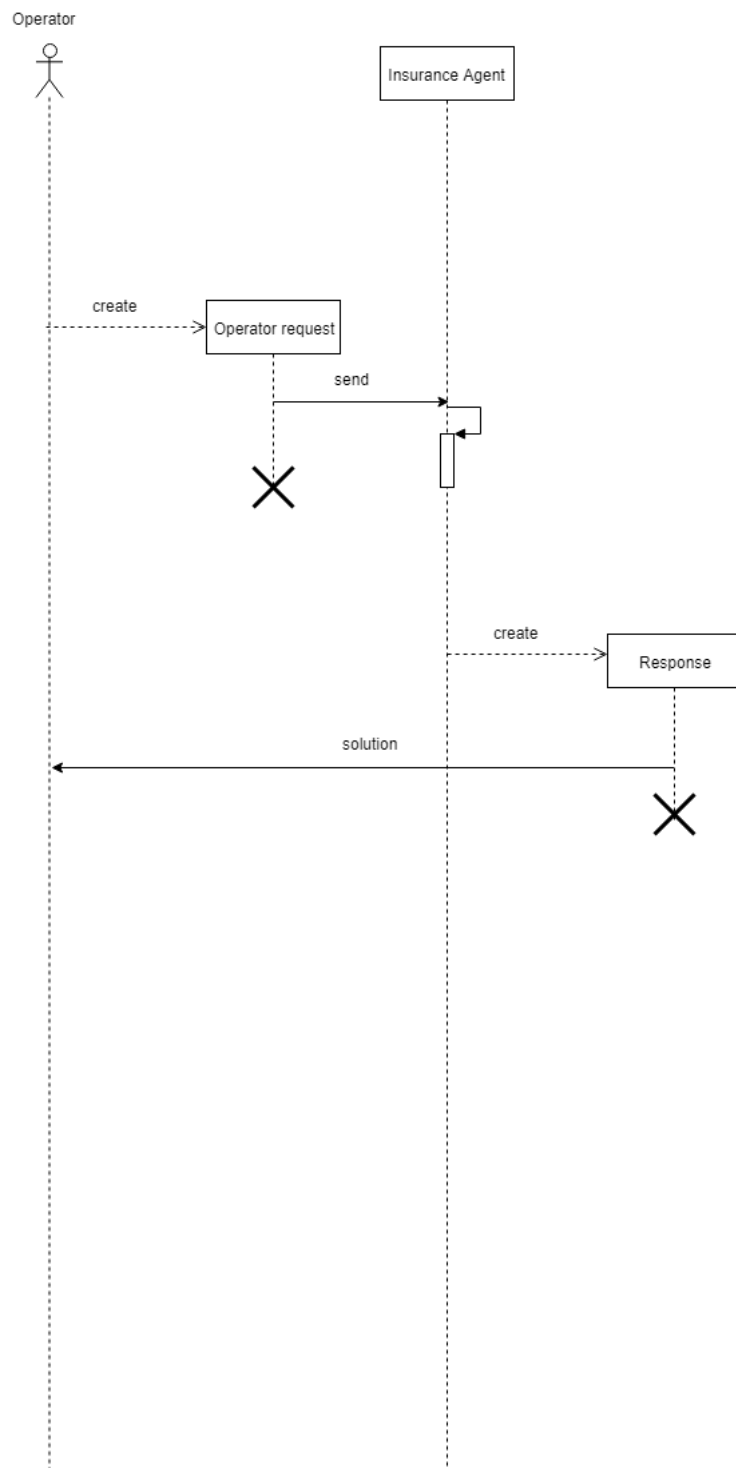 Operator
Insurance Agent
create
Operator request
send
create
Response
solution